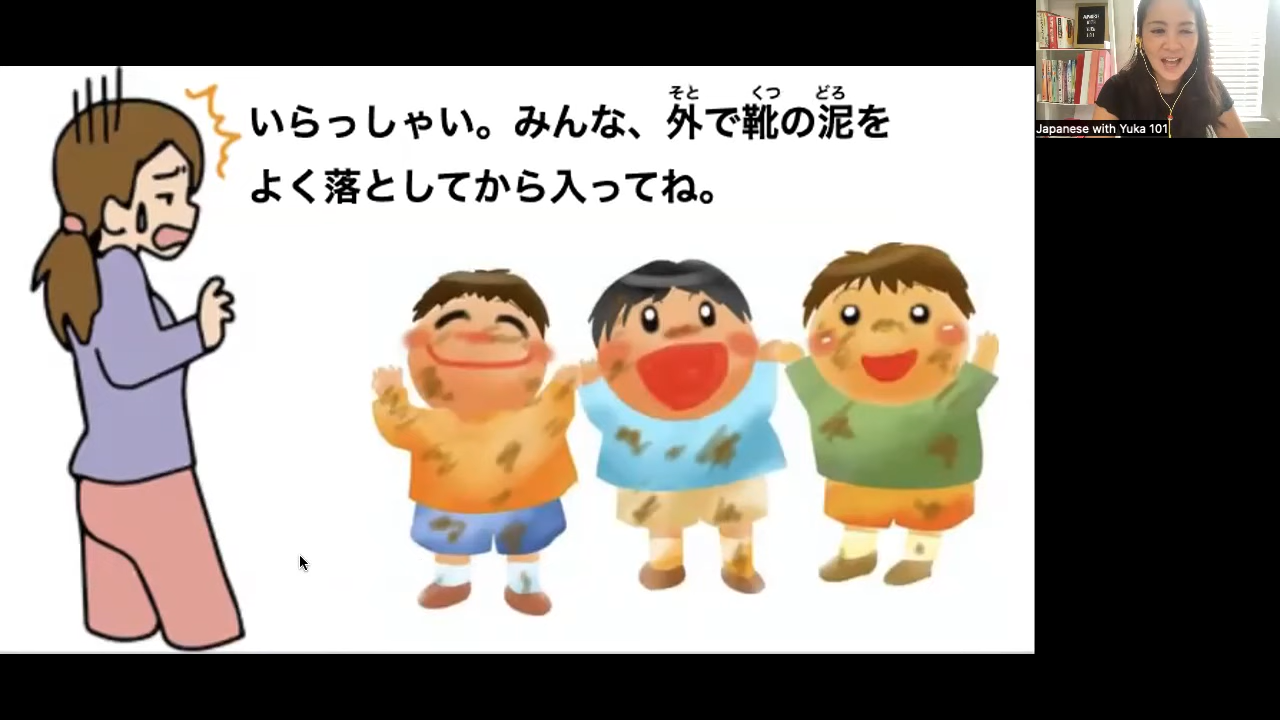 そと くつ どろ
いらっしゃい。みんな、外で靴の泥を
よく落としてから入ってね。
Japanese with Yuka 101